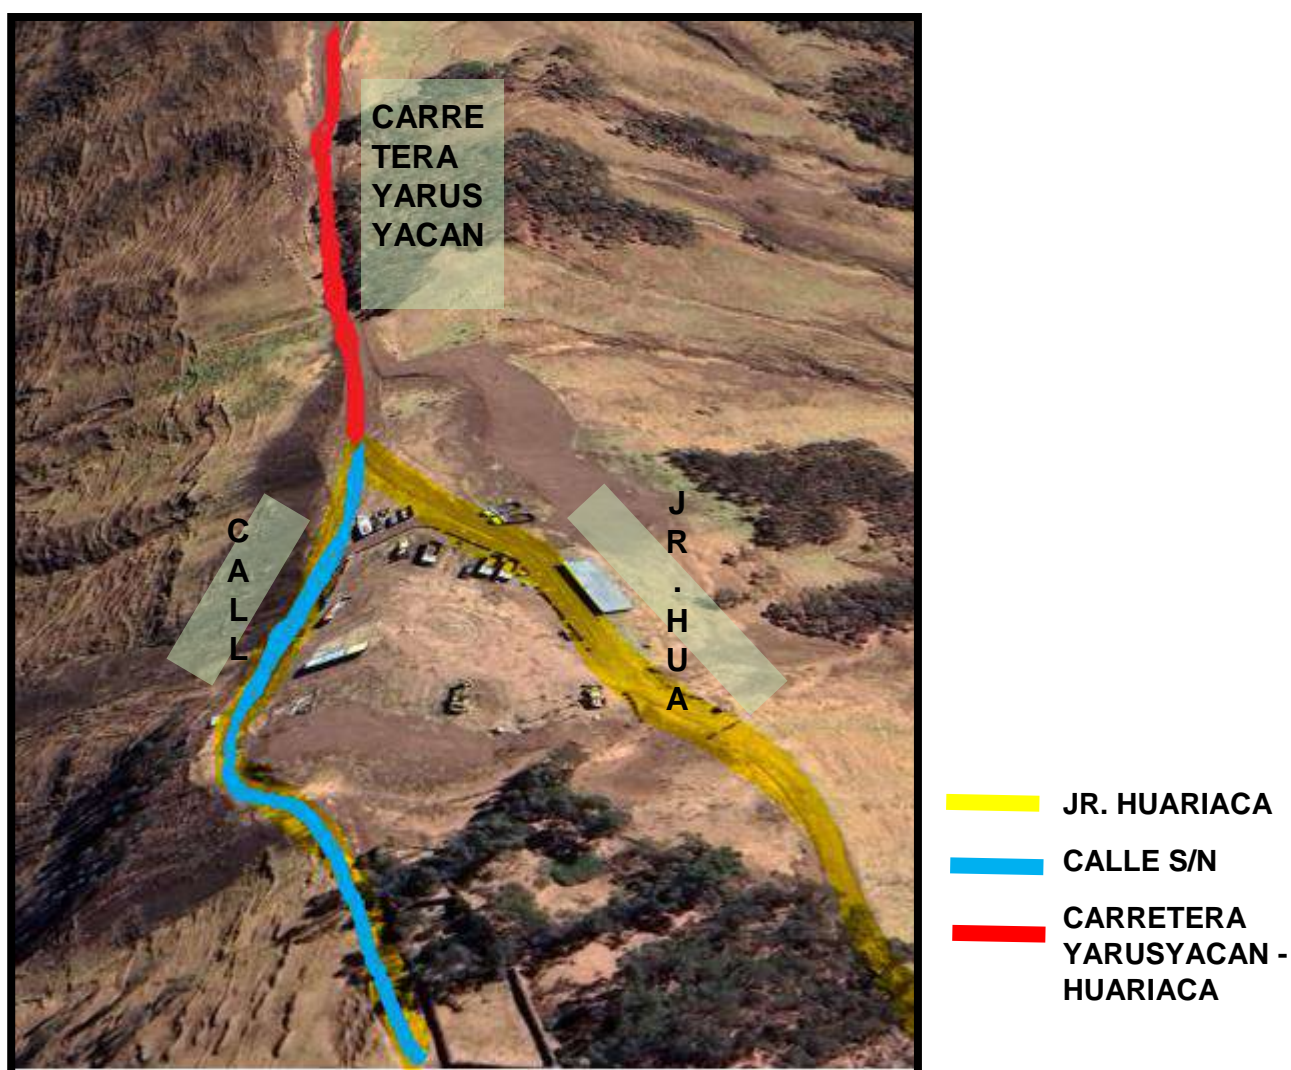 CARRE
TERA
YARUS
YACAN
C
A
L
L
J
R
.
H
U
A
JR. HUARIACA
CALLE S/N
CARRETERA
YARUSYACAN -
HUARIACA